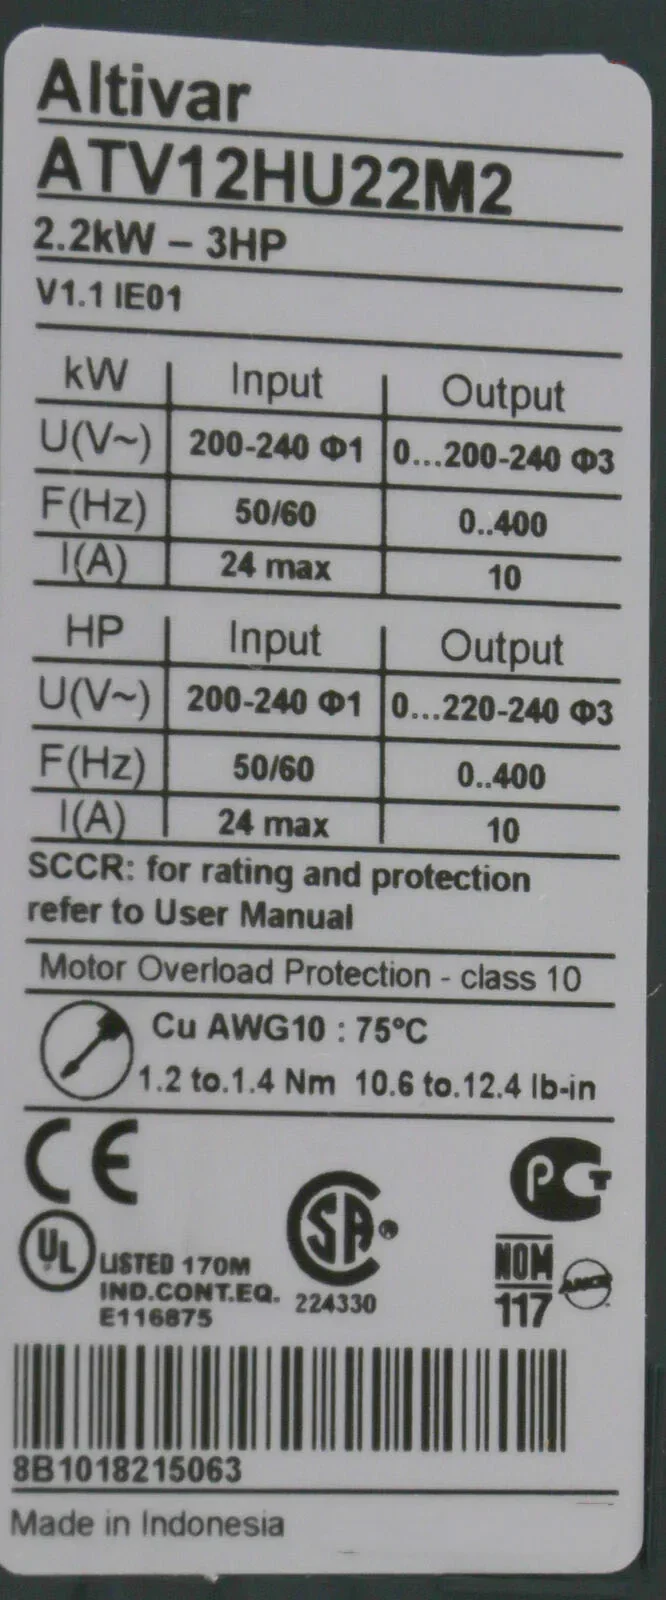 Altivar
ATV12HU22M2
2.2kW – 3HP
V1.1 IE01
kW Input Output
U(V~) 200-240 Φ1 0...200-240 Φ3
F(Hz) 50/60 0..400
I(A) 24 max 10
HP Input Output
U(V~) 200-240 Φ1 0...220-240 Φ3
F(Hz) 50/60 0..400
I(A) 24 max 10
SCCR: for rating and protection
refer to User Manual
Motor Overload Protection - class 10
Cu AWG10 : 75°C
1.2 to.1.4 Nm 10.6 to.12.4 lb-in
CE
UL LISTED 170M
IND.CONT.EQ.
E116875
SA
224330
PCT
NOM
117
ANCE
8B1018215063
Made in Indonesia